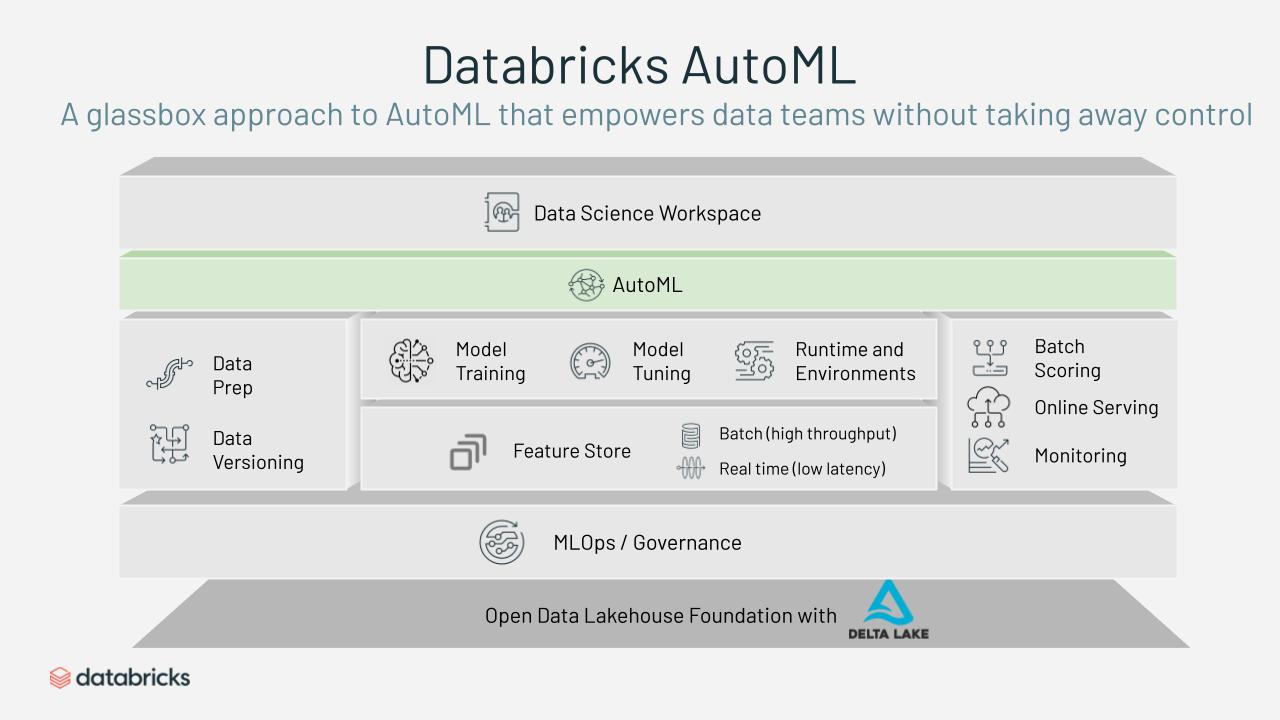 Databricks AutoML
A glassbox approach to AutoML that empowers data teams without taking away control
Data Science Workspace
AutoML
Data
Prep
Data
Versioning
Model
Training
Model
Tuning
Runtime and
Environments
Feature Store
Batch (high throughput)
Real time (low latency)
Batch
Scoring
Online Serving
Monitoring
MLOps / Governance
Open Data Lakehouse Foundation with
DELTA LAKE
databricks